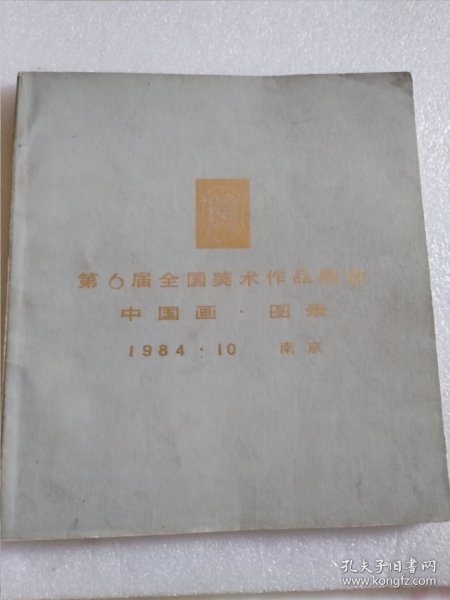 第6届全国美术作品展览
中国画·图录
1984·10 南京
孔夫子旧书网
www.kongfz.com